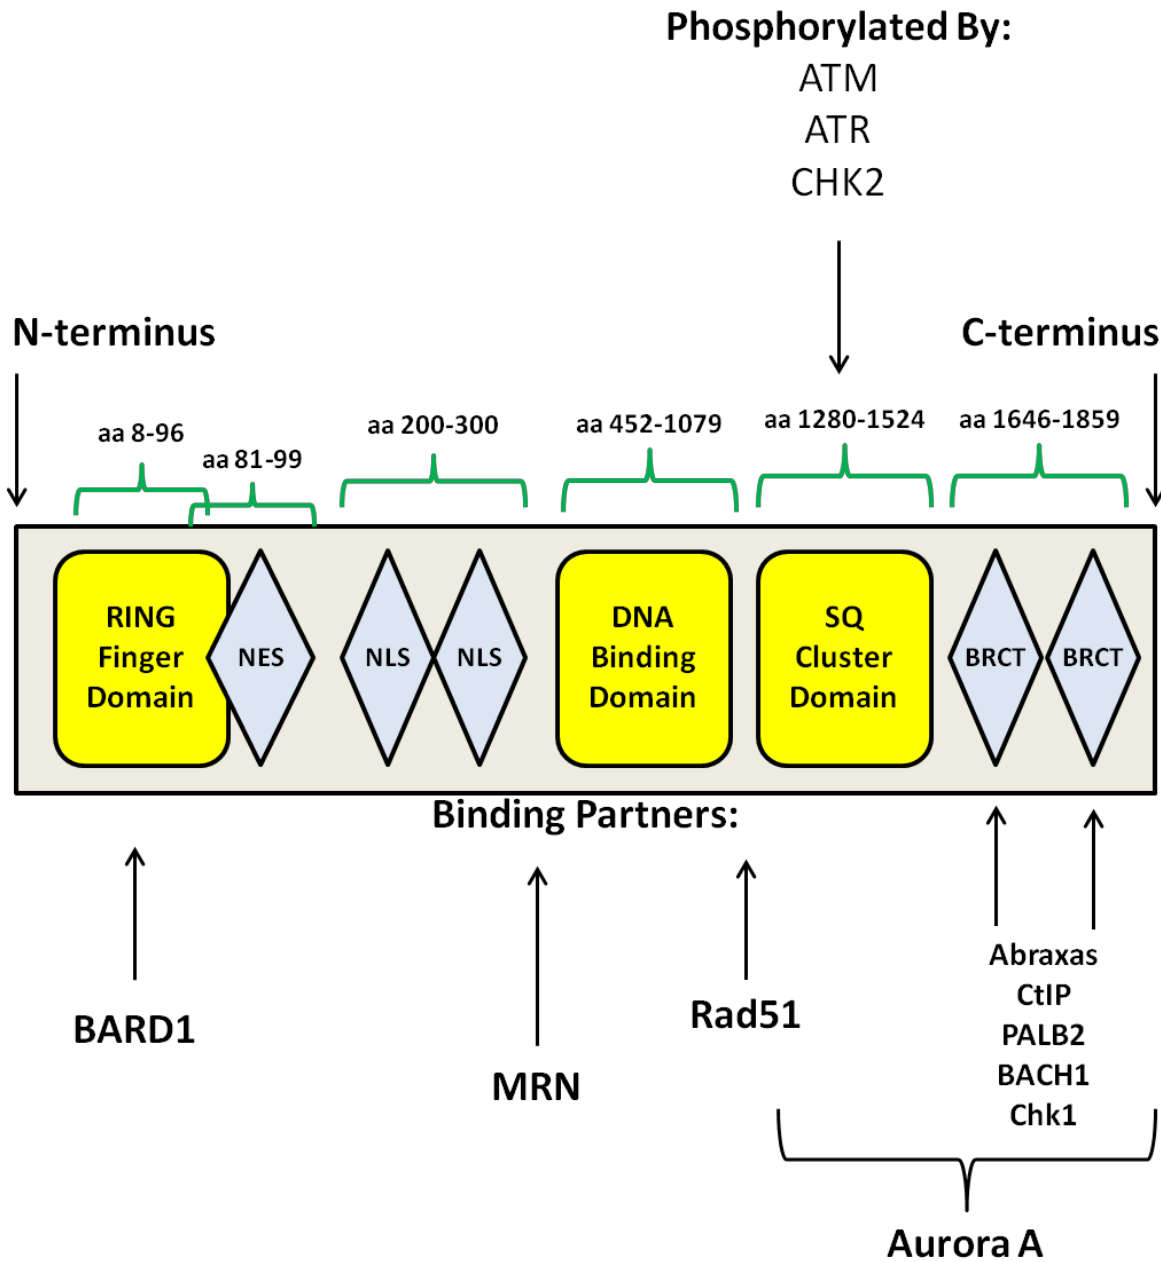 Phosphorylated By:
ATM
ATR
CHK2
N-terminus
C-terminus
aa 8-96
aa 81-99
aa 200-300
aa 452-1079
aa 1280-1524
aa 1646-1859
RING
Finger
Domain
NES
NLS
NLS
DNA
Binding
Domain
SQ
Cluster
Domain
BRCT
BRCT
Binding Partners:
BARD1
MRN
Rad51
Abraxas
CtIP
PALB2
BACH1
Chk1
Aurora A